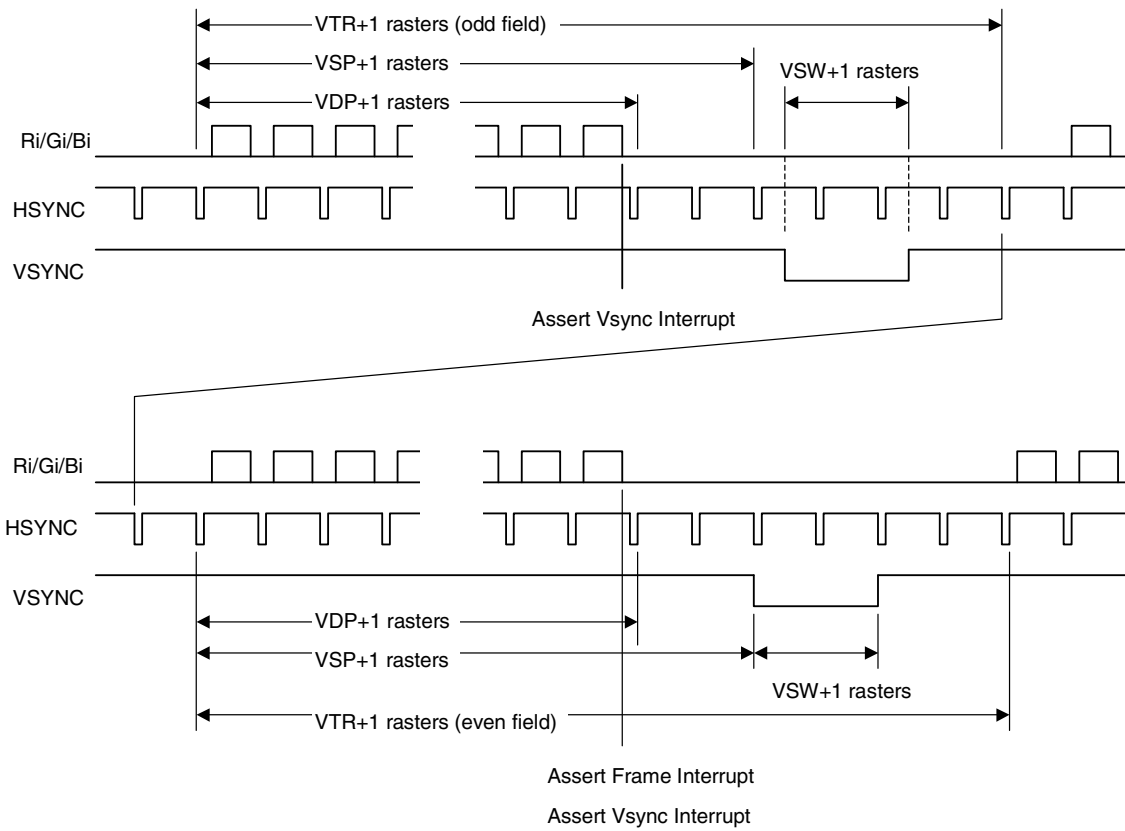 VTR+1 rasters (odd field)
VSP+1 rasters
VSW+1 rasters
VDP+1 rasters
Ri/Gi/Bi
HSYNC
VSYNC
Assert Vsync Interrupt
Ri/Gi/Bi
HSYNC
VSYNC
VDP+1 rasters
VSP+1 rasters
VSW+1 rasters
VTR+1 rasters (even field)
Assert Frame Interrupt
Assert Vsync Interrupt